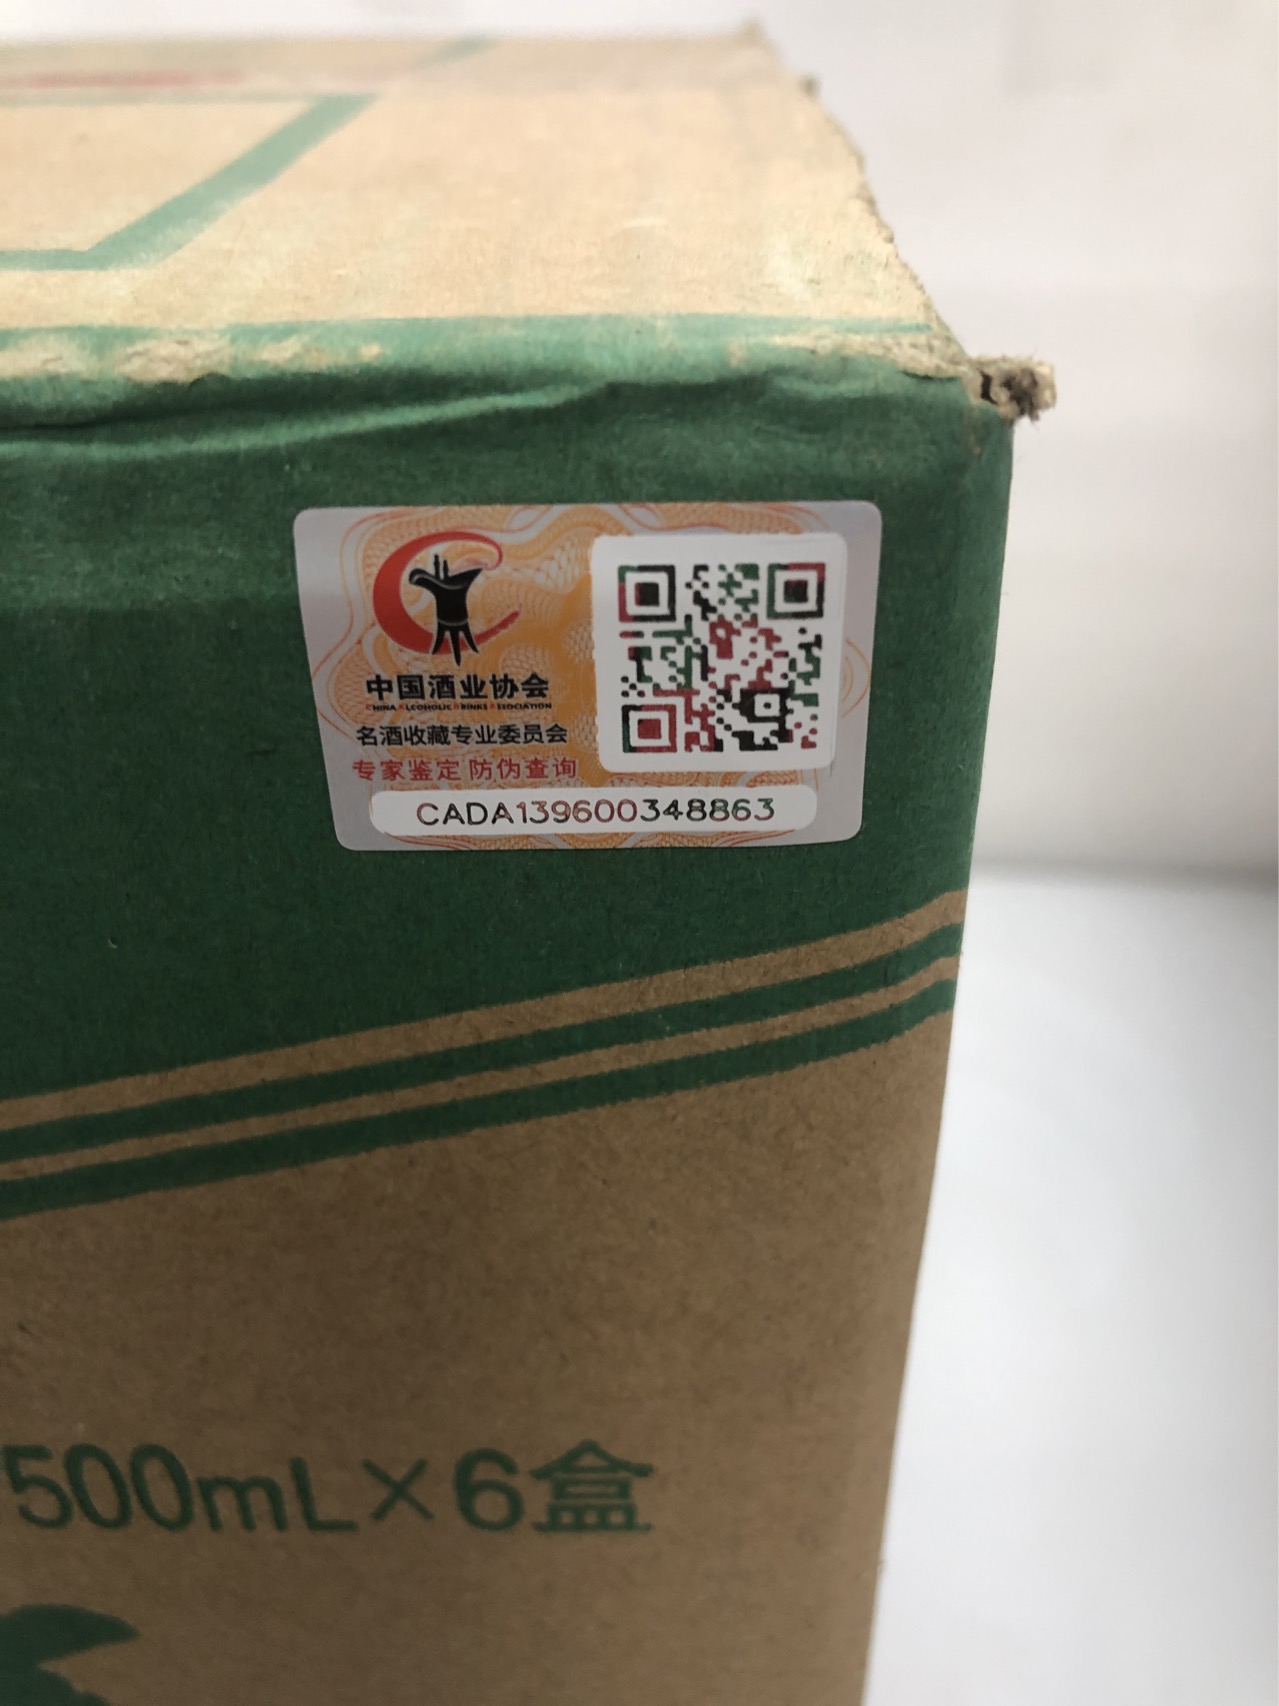 中国酒业协会
CHINA ALCOHOLIC DRINKS ASSOCIATION
名酒收藏专业委员会
专家鉴定 防伪查询
CADA139600348863
500mL×6盒